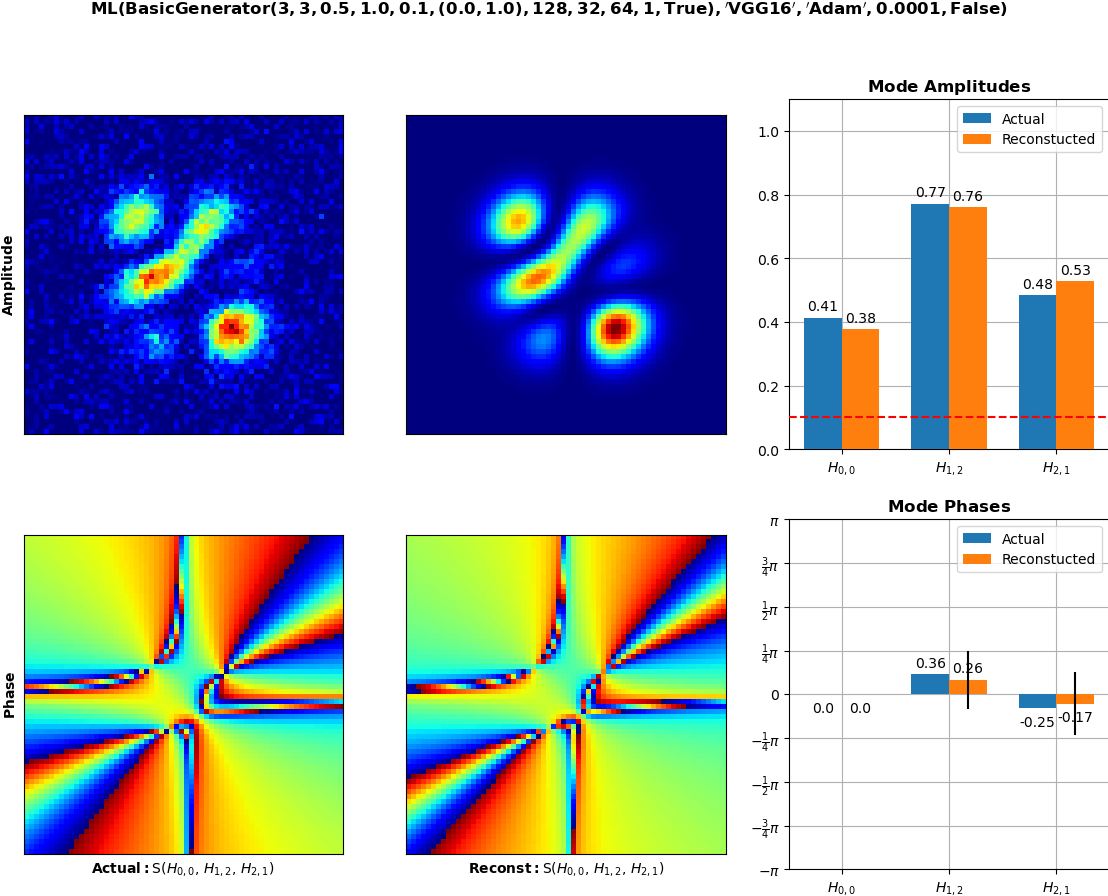 ML(BasicGenerator(3, 3, 0.5, 1.0, 0.1, (0.0, 1.0), 128, 32, 64, 1, True), 'VGG16', 'Adam', 0.0001, False)
Mode Amplitudes
Actual
Reconstucted
1.0
0.8
0.6
0.4
0.2
0.0
0.41
0.38
0.77
0.76
0.48
0.53
H0,0
H1,2
H2,1
Amplitude
Mode Phases
Actual
Reconstucted
π
3/4π
1/2π
1/4π
0
−1/4π
−1/2π
−3/4π
−π
0.0
0.0
0.36
0.26
-0.25
-0.17
H0,0
H1,2
H2,1
Phase
Actual: S(H0,0, H1,2, H2,1)
Reconst: S(H0,0, H1,2, H2,1)